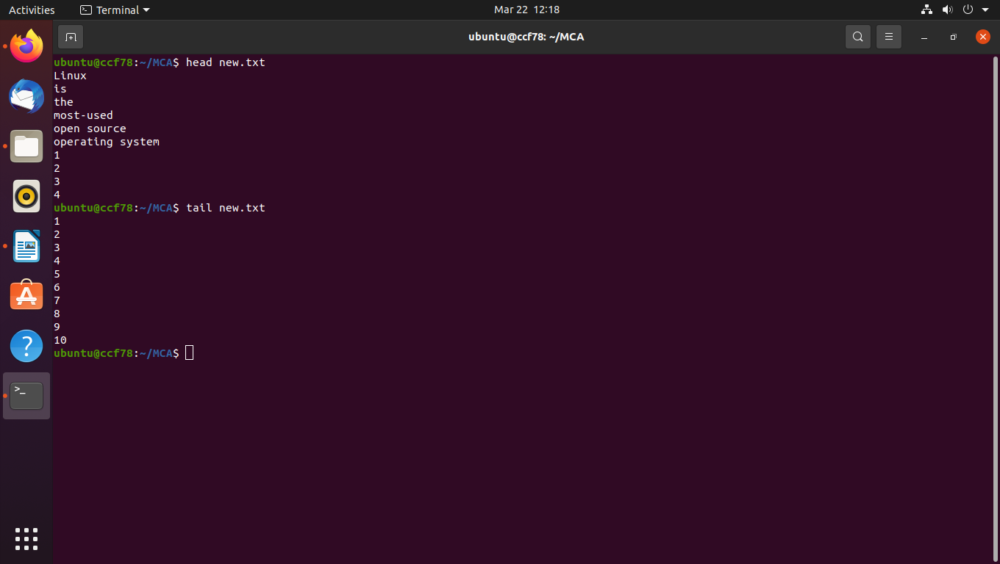 Activities Terminal Mar 22 12:18
ubuntu@ccf78: ~/MCA
ubuntu@ccf78:~/MCA$ head new.txt
Linux
is
the
most-used
open source
operating system
1
2
3
4
ubuntu@ccf78:~/MCA$ tail new.txt
1
2
3
4
5
6
7
8
9
10
ubuntu@ccf78:~/MCA$